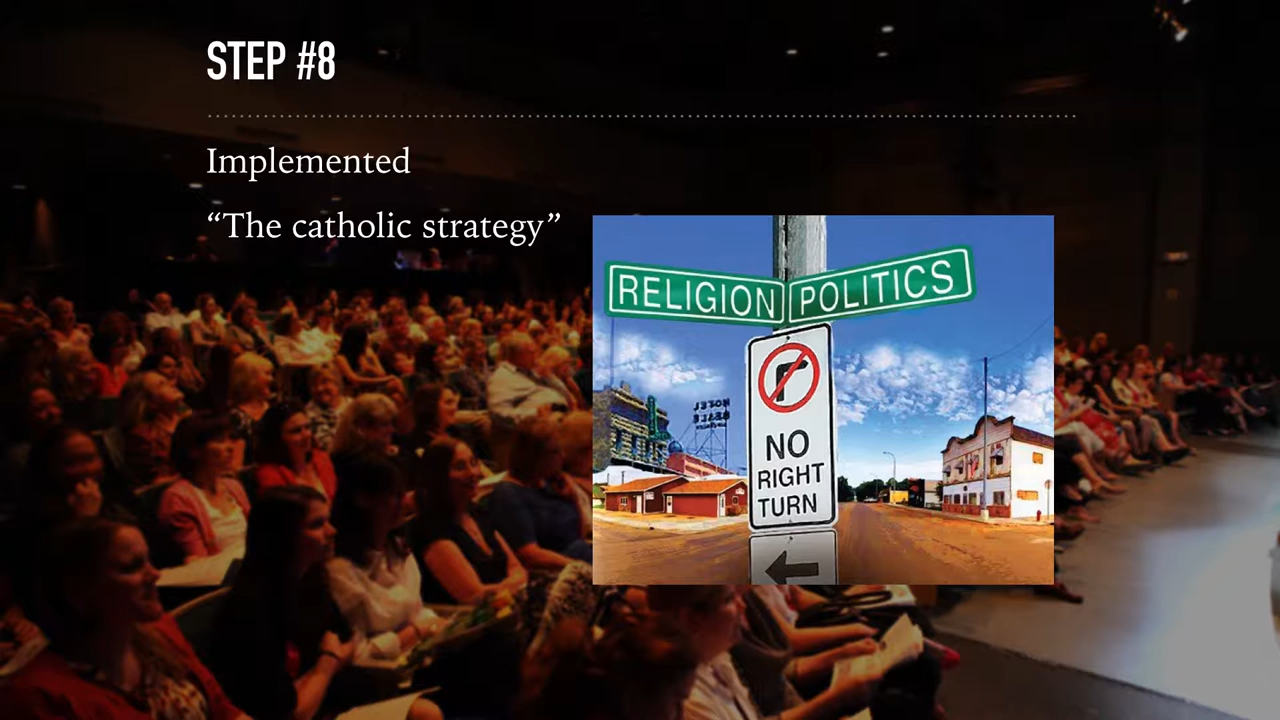 STEP #8
Implemented
“The catholic strategy”
RELIGION
POLITICS
NO
RIGHT
TURN